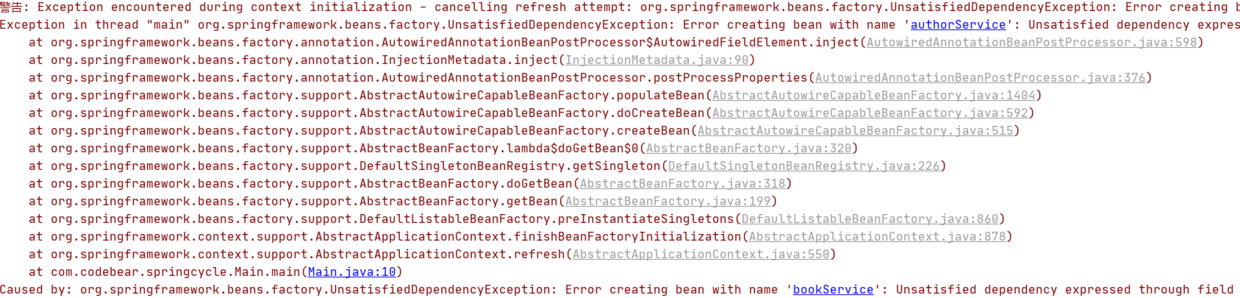 警告: Exception encountered during context initialization - cancelling refresh attempt: org.springframework.beans.factory.UnsatisfiedDependencyException: Error creating
Exception in thread "main" org.springframework.beans.factory.UnsatisfiedDependencyException: Error creating bean with name 'authorService': Unsatisfied dependency expres
at org.springframework.beans.factory.annotation.AutowiredAnnotationBeanPostProcessor$AutowiredFieldElement.inject(AutowiredAnnotationBeanPostProcessor.java:598)
at org.springframework.beans.factory.annotation.InjectionMetadata.inject(InjectionMetadata.java:90)
at org.springframework.beans.factory.annotation.AutowiredAnnotationBeanPostProcessor.postProcessProperties(AutowiredAnnotationBeanPostProcessor.java:376)
at org.springframework.beans.factory.support.AbstractAutowireCapableBeanFactory.populateBean(AbstractAutowireCapableBeanFactory.java:1404)
at org.springframework.beans.factory.support.AbstractAutowireCapableBeanFactory.doCreateBean(AbstractAutowireCapableBeanFactory.java:592)
at org.springframework.beans.factory.support.AbstractAutowireCapableBeanFactory.createBean(AbstractAutowireCapableBeanFactory.java:515)
at org.springframework.beans.factory.support.AbstractBeanFactory.lambda$doGetBean$0(AbstractBeanFactory.java:320)
at org.springframework.beans.factory.support.DefaultSingletonBeanRegistry.getSingleton(DefaultSingletonBeanRegistry.java:226)
at org.springframework.beans.factory.support.AbstractBeanFactory.doGetBean(AbstractBeanFactory.java:318)
at org.springframework.beans.factory.support.AbstractBeanFactory.getBean(AbstractBeanFactory.java:199)
at org.springframework.beans.factory.support.DefaultListableBeanFactory.preInstantiateSingletons(DefaultListableBeanFactory.java:860)
at org.springframework.context.support.AbstractApplicationContext.finishBeanFactoryInitialization(AbstractApplicationContext.java:878)
at org.springframework.context.support.AbstractApplicationContext.refresh(AbstractApplicationContext.java:550)
at com.codebear.springcycle.Main.main(Main.java:10)
Caused by: org.springframework.beans.factory.UnsatisfiedDependencyException: Error creating bean with name 'bookService': Unsatisfied dependency expressed through field